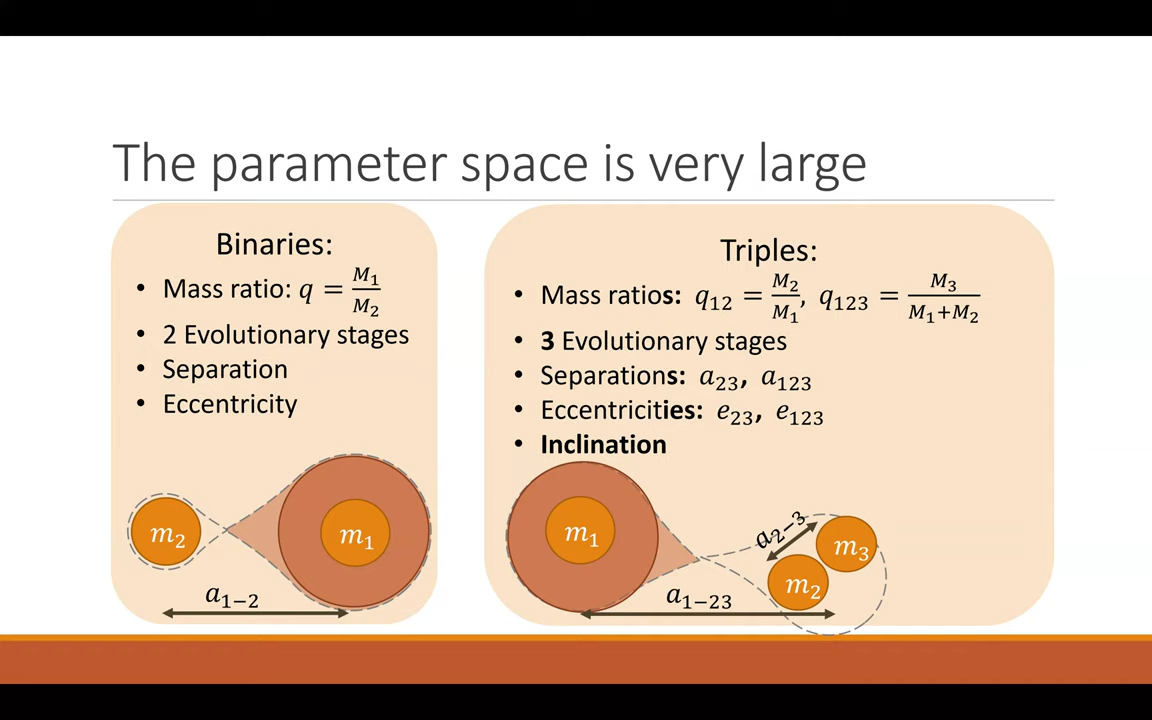 The parameter space is very large
Binaries:
• Mass ratio: q = M₁/M₂
• 2 Evolutionary stages
• Separation
• Eccentricity
m₂
m₁
a₁₋₂
Triples:
• Mass ratios: q₁₂ = M₂/M₁, q₁₂₃ = M₃/(M₁+M₂)
• 3 Evolutionary stages
• Separations: a₂₃, a₁₂₃
• Eccentricities: e₂₃, e₁₂₃
• Inclination
m₁
a₂₋₃
m₃
m₂
a₁₋₂₃